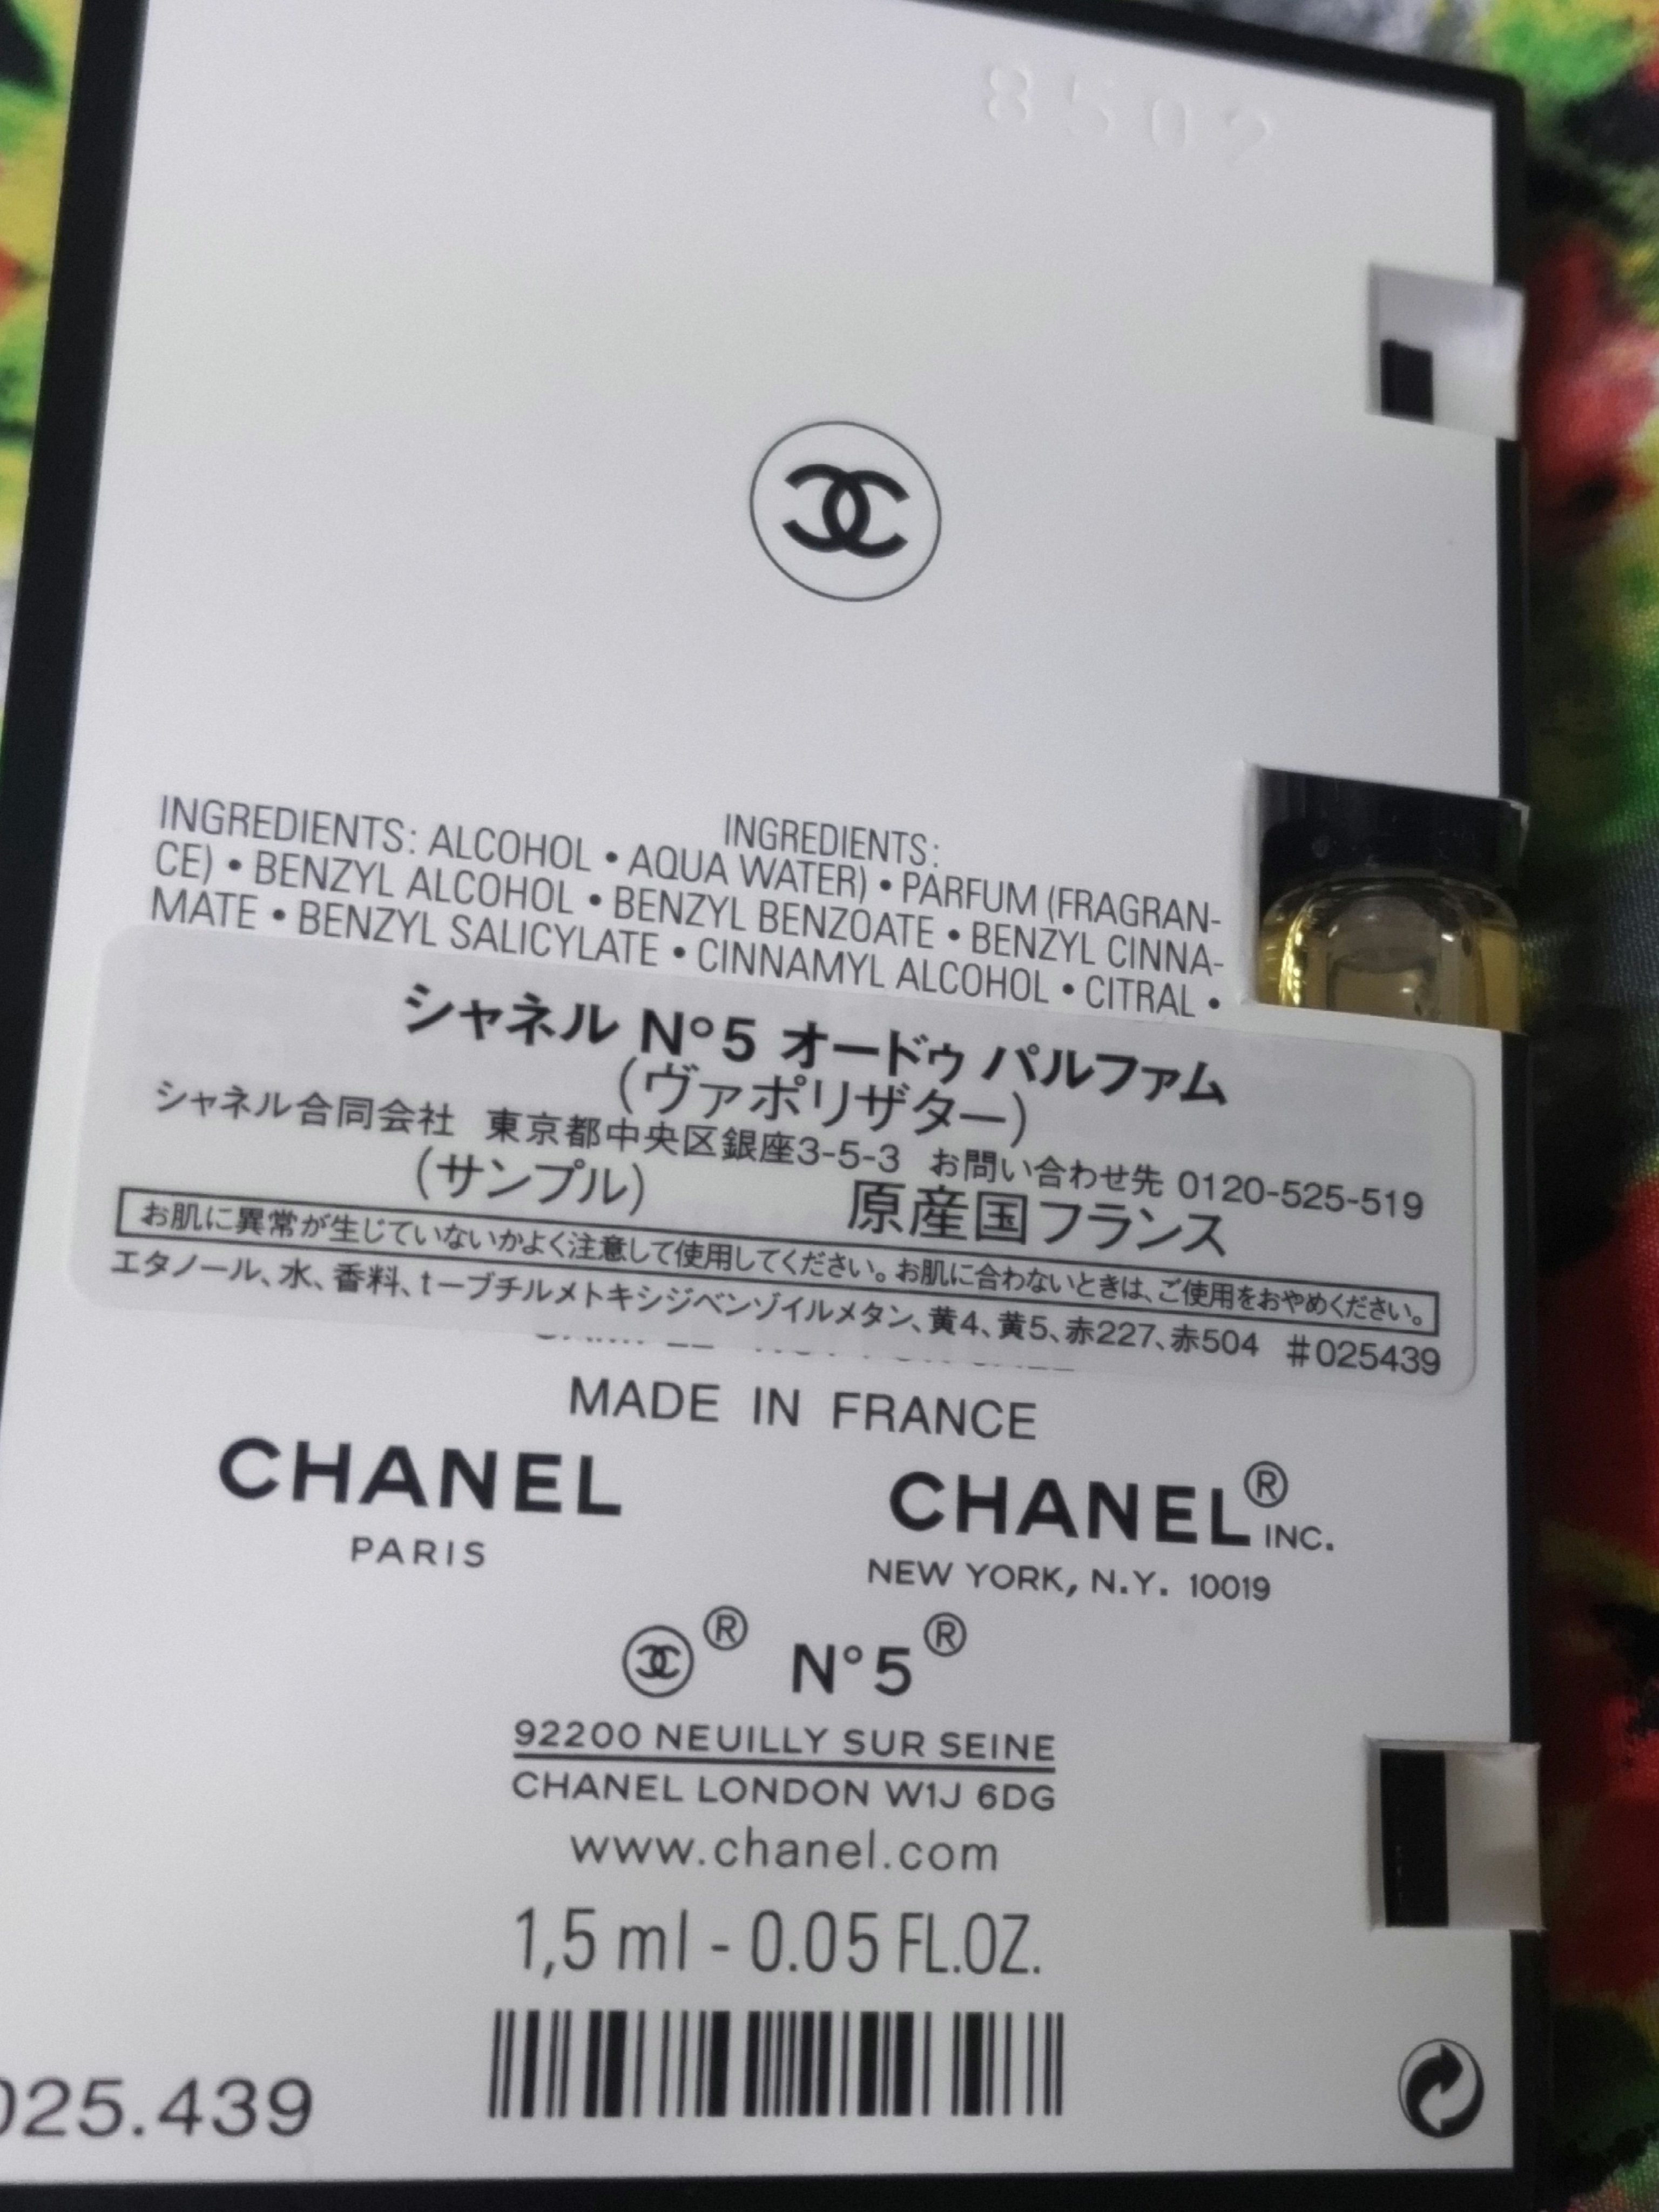 8502
INGREDIENTS:
INGREDIENTS: ALCOHOL • AQUA WATER) • PARFUM (FRAGRAN-
CE) • BENZYL ALCOHOL • BENZYL BENZOATE • BENZYL CINNA-
MATE • BENZYL SALICYLATE • CINNAMYL ALCOHOL • CITRAL •
シャネル N°5 オードゥ パルファム
(ヴァポリザター)
シャネル合同会社 東京都中央区銀座3-5-3 お問い合わせ先 0120-525-519
(サンプル) 原産国フランス
お肌に異常が生じていないかよく注意して使用してください。お肌に合わないときは、ご使用をおやめください。
エタノール、水、香料、tーブチルメトキシジベンゾイルメタン、黄4、黄5、赤227、赤504 #025439
MADE IN FRANCE
CHANEL CHANEL® INC.
PARIS NEW YORK, N.Y. 10019
® N°5®
92200 NEUILLY SUR SEINE
CHANEL LONDON W1J 6DG
www.chanel.com
1,5 ml - 0.05 FL.OZ.
025.439